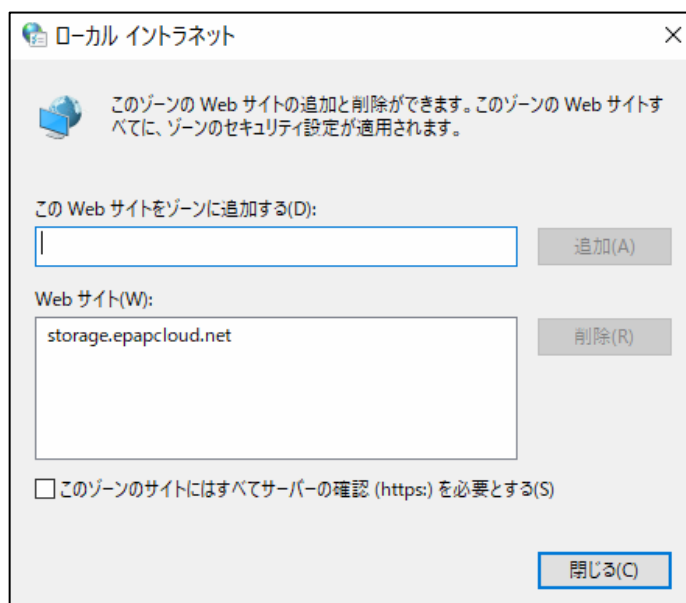 ローカル イントラネット
このゾーンの Web サイトの追加と削除ができます。このゾーンの Web サイトす
べてに、ゾーンのセキュリティ設定が適用されます。
この Web サイトをゾーンに追加する(D):
追加(A)
Web サイト(W):
storage.epapcloud.net
削除(R)
このゾーンのサイトにはすべてサーバーの確認 (https:) を必要とする(S)
閉じる(C)